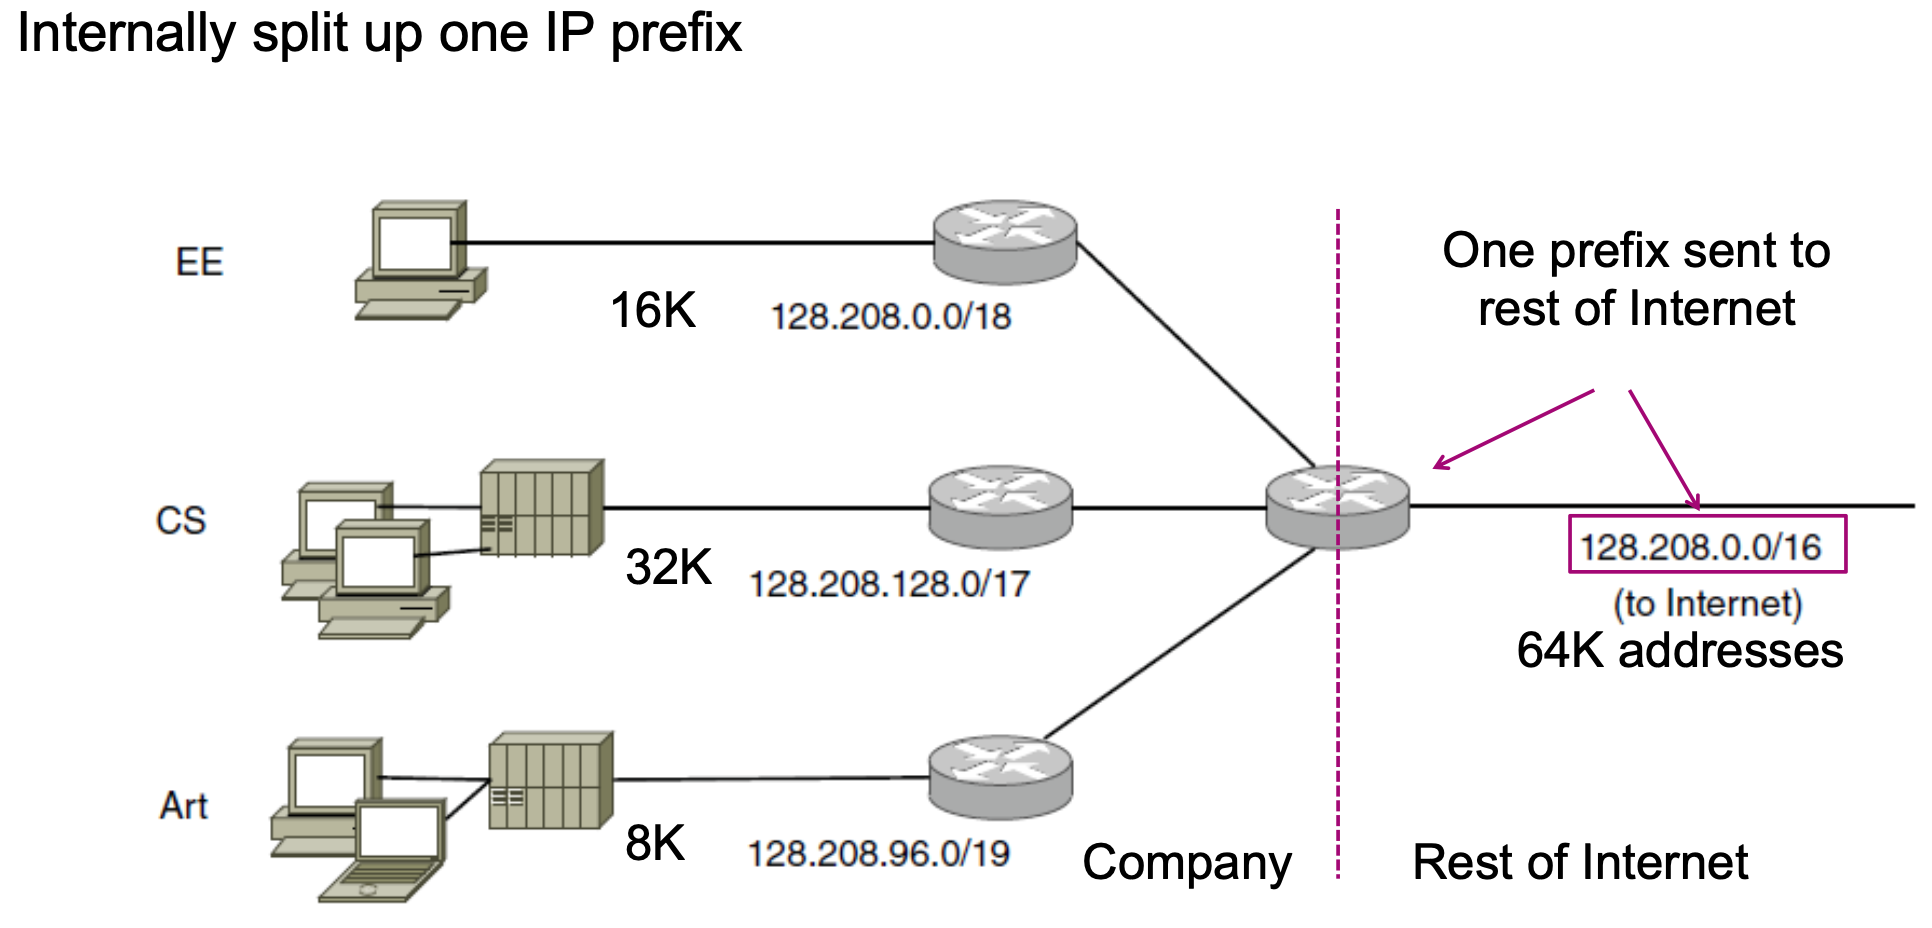 Internally split up one IP prefix
EE
16K
128.208.0.0/18
One prefix sent to
rest of Internet
CS
32K
128.208.128.0/17
128.208.0.0/16
(to Internet)
64K addresses
Art
8K
128.208.96.0/19
Company
Rest of Internet